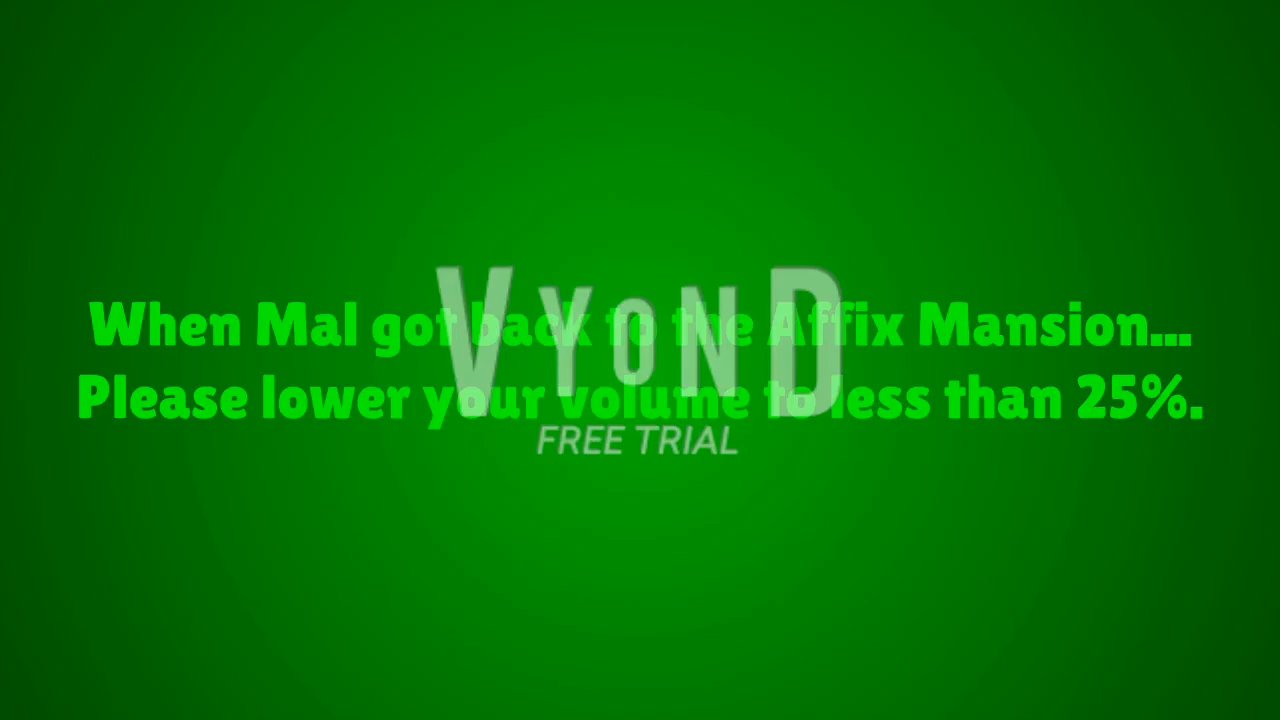 When Mal got back to the Affix Mansion...
Please lower your volume to less than 25%.
VYOND
FREE TRIAL